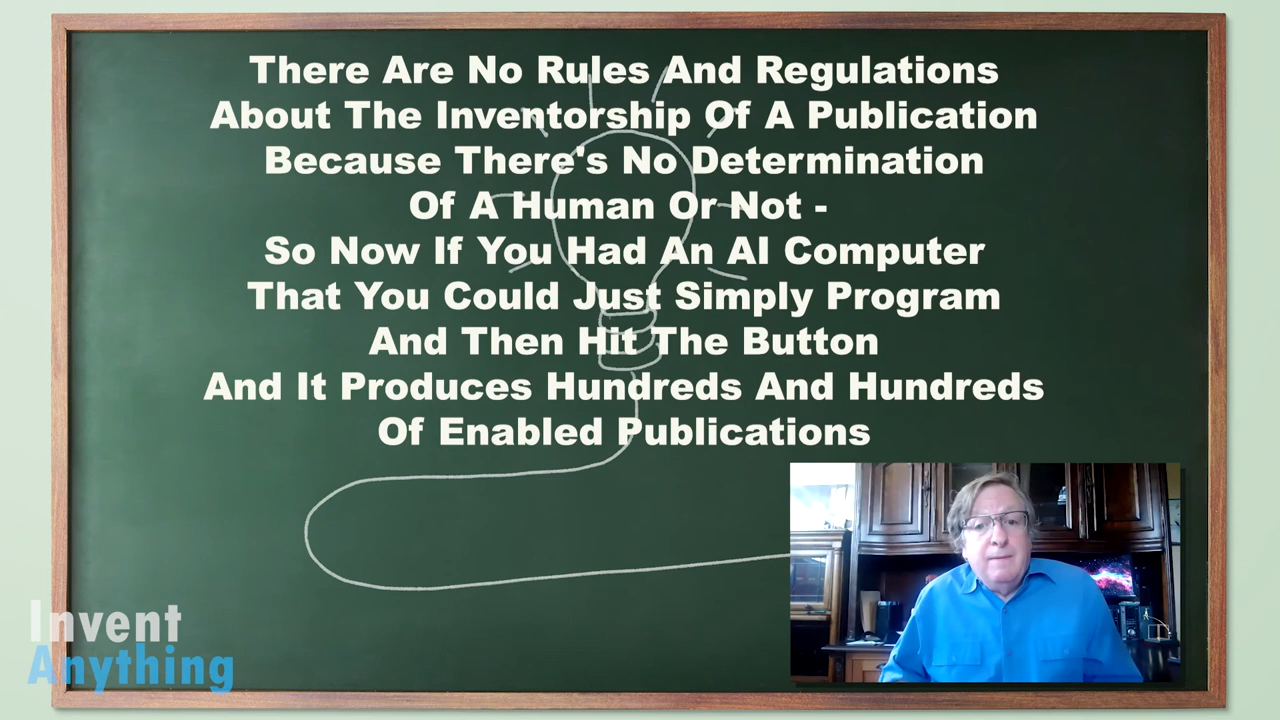 There Are No Rules And Regulations
About The Inventorship Of A Publication
Because There's No Determination
Of A Human Or Not -
So Now If You Had An AI Computer
That You Could Just Simply Program
And Then Hit The Button
And It Produces Hundreds And Hundreds
Of Enabled Publications
Invent
Anything